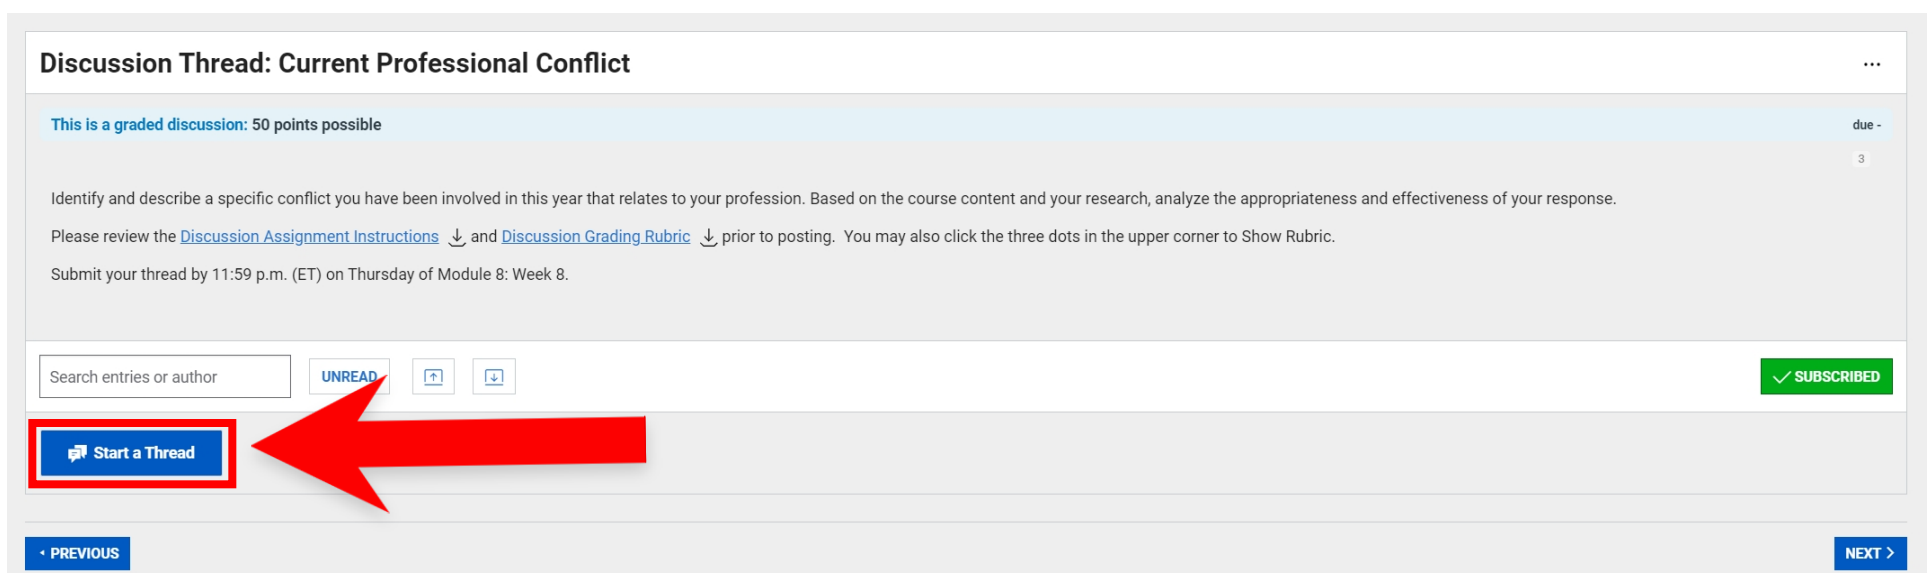 Discussion Thread: Current Professional Conflict
...
This is a graded discussion: 50 points possible
due -
3
Identify and describe a specific conflict you have been involved in this year that relates to your profession. Based on the course content and your research, analyze the appropriateness and effectiveness of your response.
Please review the Discussion Assignment Instructions and Discussion Grading Rubric prior to posting. You may also click the three dots in the upper corner to Show Rubric.
Submit your thread by 11:59 p.m. (ET) on Thursday of Module 8: Week 8.
Search entries or author
UNREAD
SUBSCRIBED
Start a Thread
PREVIOUS
NEXT